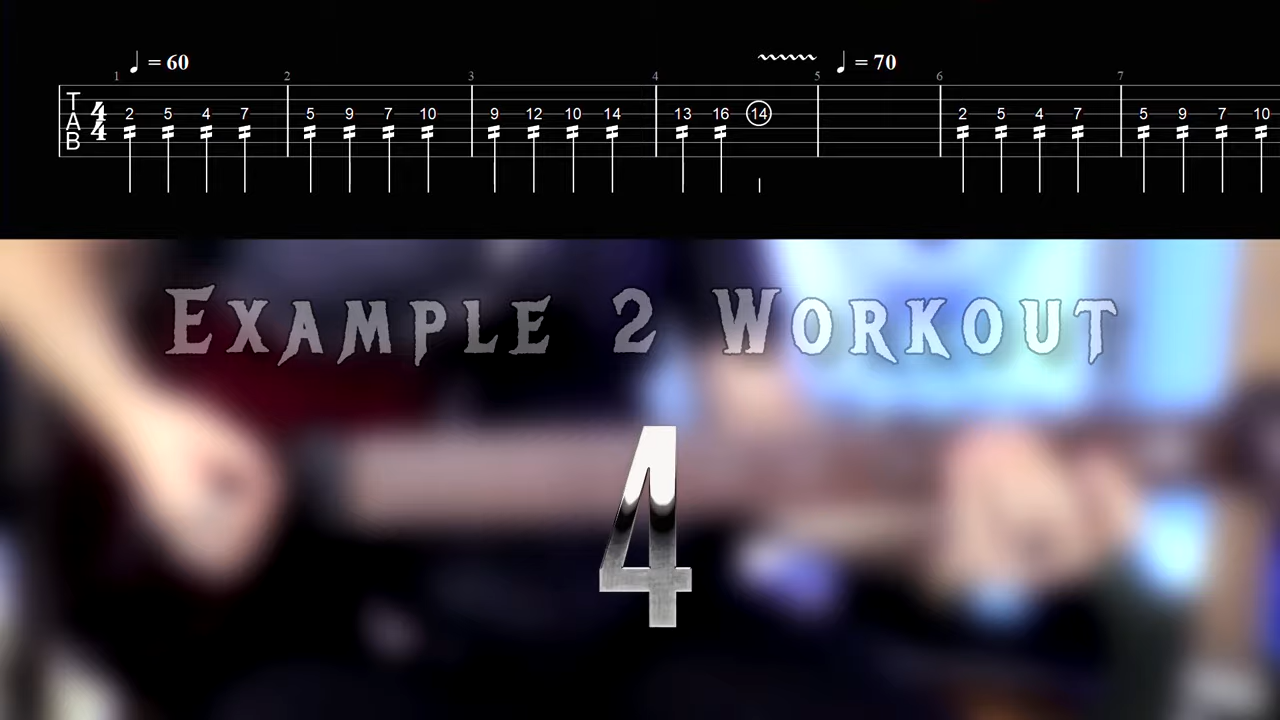 ♩ = 60 ♩ = 70
1 2 3 4 5 6 7
T A B 4 4 2 5 4 7 5 9 7 10 9 12 10 14 13 16 14 2 5 4 7 5 9 7 10
Example 2 Workout
4